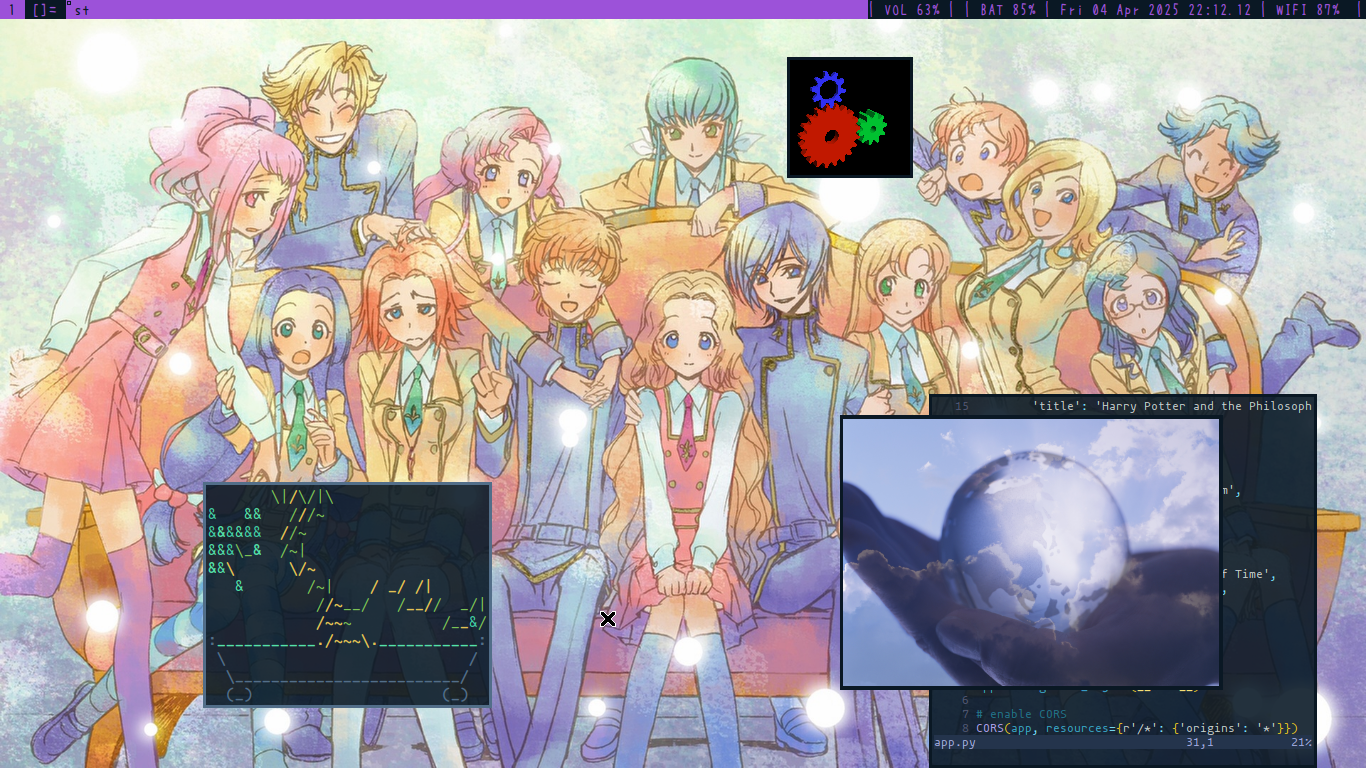 1 []= st
VOL 63% | | BAT 85% | Fri 04 Apr 2025 22:12.12 | WIFI 87% |
15 'title': 'Harry Potter and the Philosoph
m',
f Time',
,
6
7 # enable CORS
8 CORS(app, resources={r'/*': {'origins': '*'}})
app.py 31,1 21%